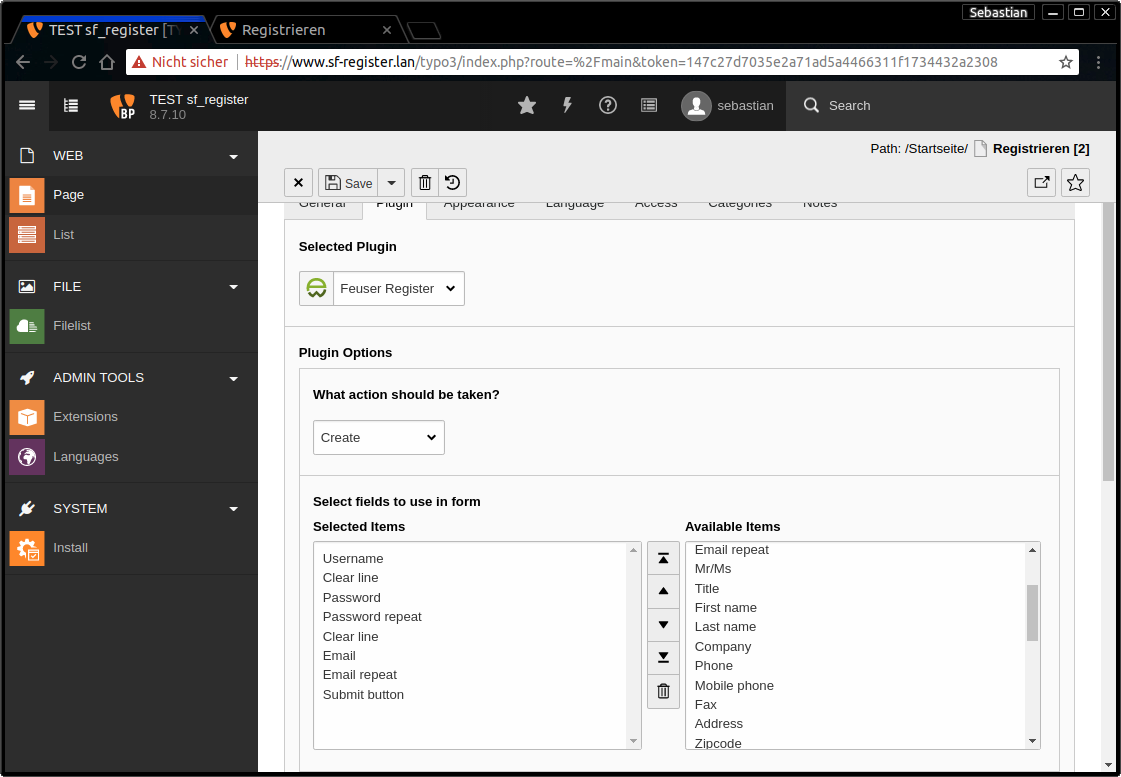 Sebastian
TEST sf_register [TY
Registrieren
Nicht sicher https://www.sf-register.lan/typo3/index.php?route=%2Fmain&token=147c27d7035e2a71ad5a4466311f1734432a2308
BP
TEST sf_register
8.7.10
sebastian
Search
WEB
Page
List
FILE
Filelist
ADMIN TOOLS
Extensions
Languages
SYSTEM
Install
Path: /Startseite/ Registrieren [2]
Save
General Plugin Appearance Language Access Categories Notes
Selected Plugin
Feuser Register
Plugin Options
What action should be taken?
Create
Select fields to use in form
Selected Items
Username
Clear line
Password
Password repeat
Clear line
Email
Email repeat
Submit button
Available Items
Email repeat
Mr/Ms
Title
First name
Last name
Company
Phone
Mobile phone
Fax
Address
Zipcode